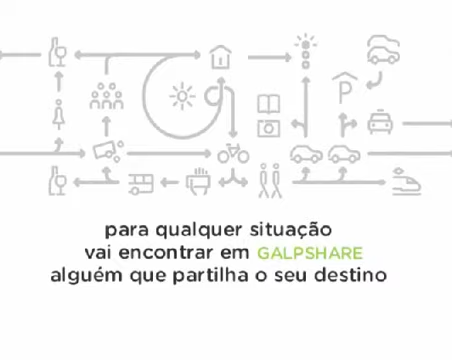 P
para qualquer situação
vai encontrar em GALPSHARE
alguém que partilha o seu destino